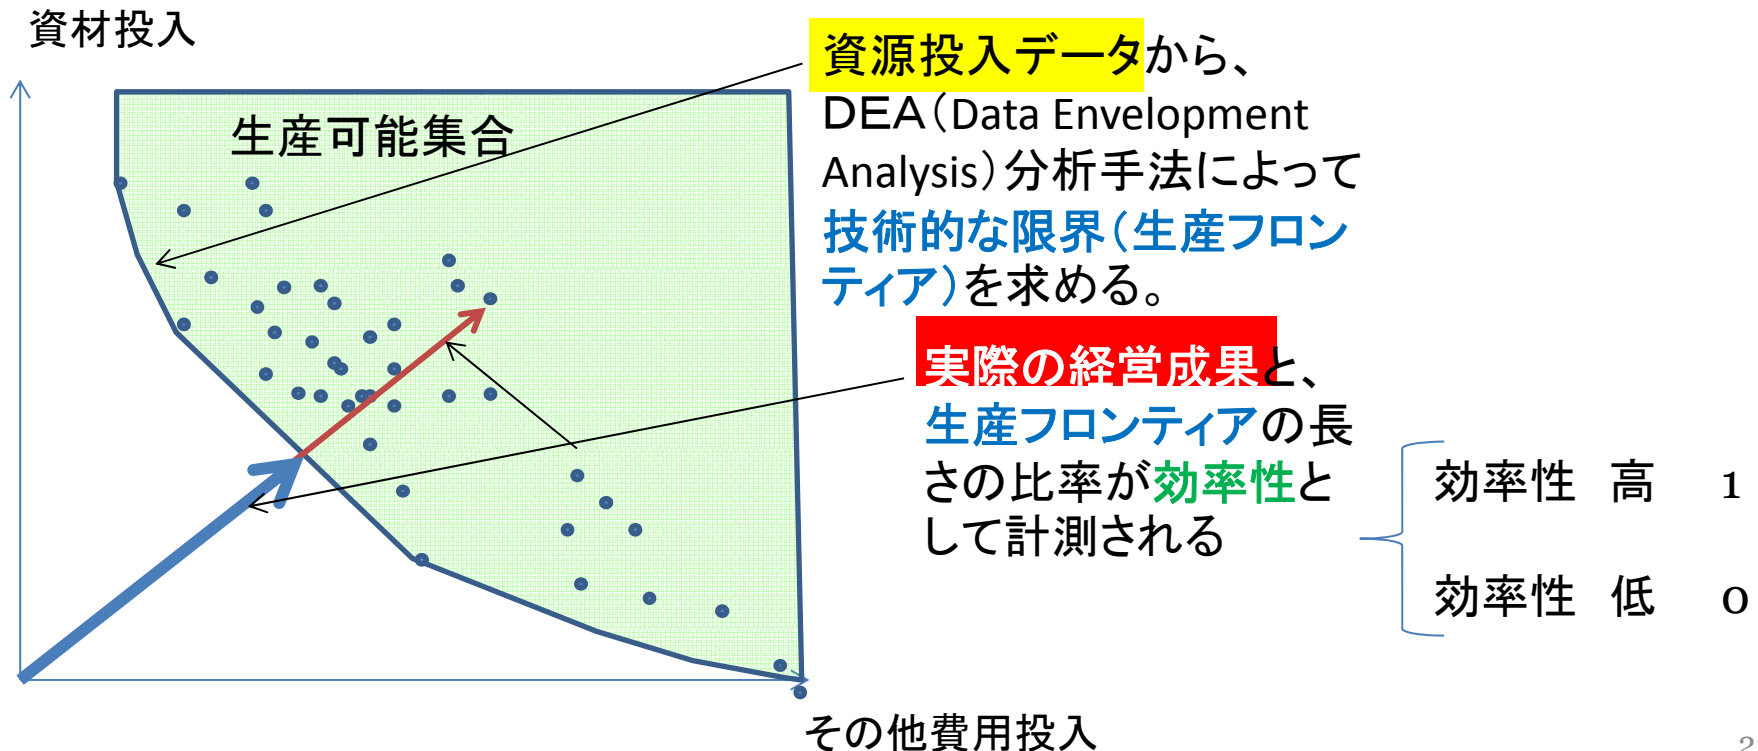 資材投入
生産可能集合
資源投入データから、
DEA(Data Envelopment
Analysis)分析手法によって
技術的な限界(生産フロン
ティア)を求める。
実際の経営成果と、
生産フロンティアの長
さの比率が効率性と
して計測される
効率性 高 1
効率性 低 0
その他費用投入